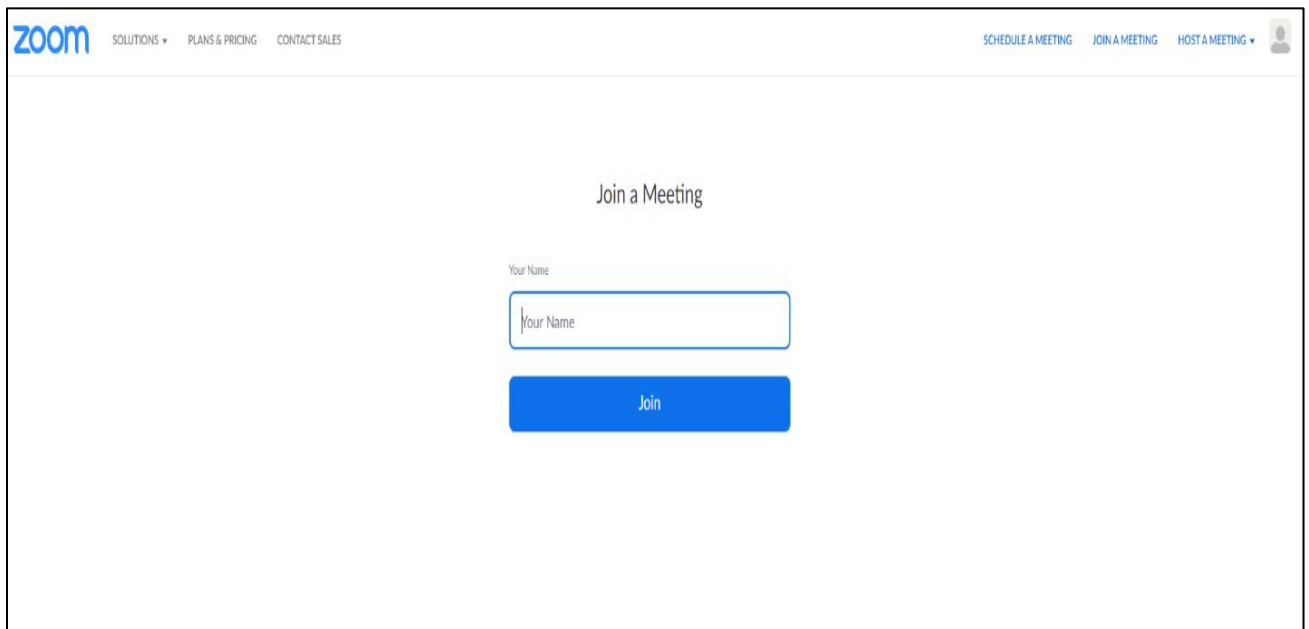 zoom SOLUTIONS PLANS & PRICING CONTACT SALES SCHEDULE A MEETING JOIN A MEETING HOST A MEETING
Join a Meeting
Your Name
Your Name
Join